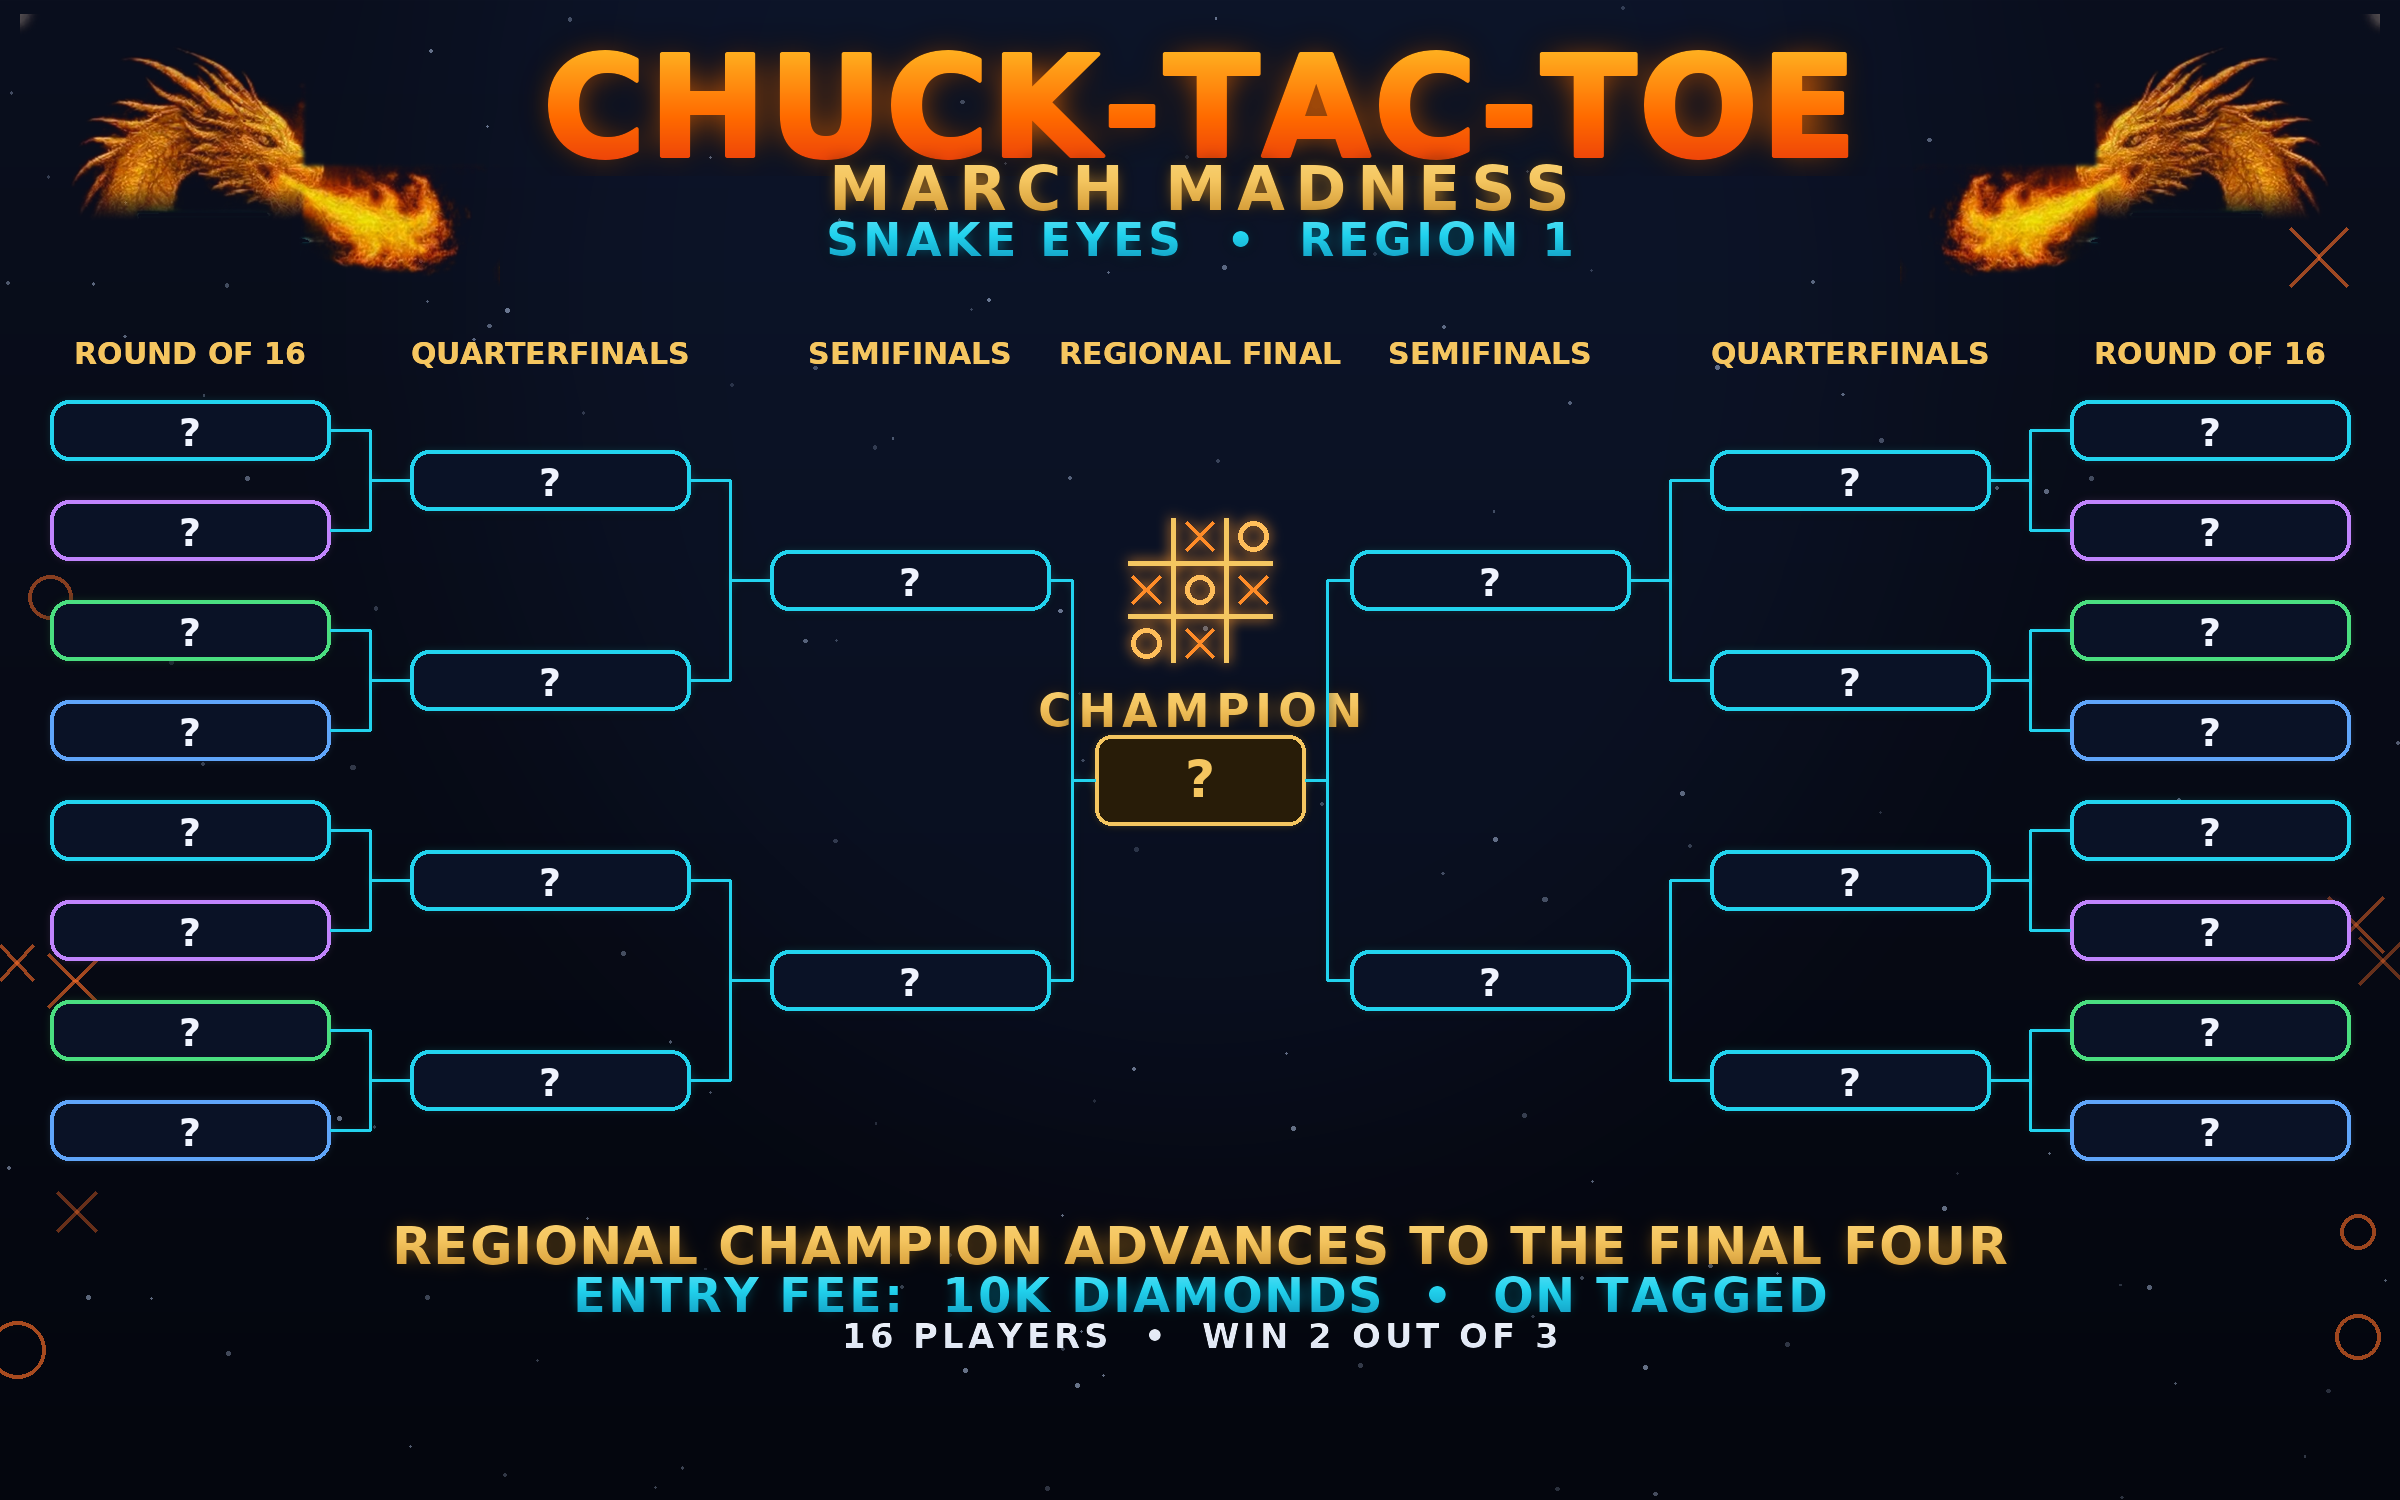 CHUCK-TAC-TOE
MARCH MADNESS
SNAKE EYES • REGION 1
ROUND OF 16 QUARTERFINALS SEMIFINALS REGIONAL FINAL SEMIFINALS QUARTERFINALS ROUND OF 16
? ?
? ?
? ?
? ?
? ?
? ?
? ?
CHAMPION
? ?
?
? ?
? ?
? ?
? ?
? ?
? ?
? ?
? ?
REGIONAL CHAMPION ADVANCES TO THE FINAL FOUR
ENTRY FEE: 10K DIAMONDS • ON TAGGED
16 PLAYERS • WIN 2 OUT OF 3